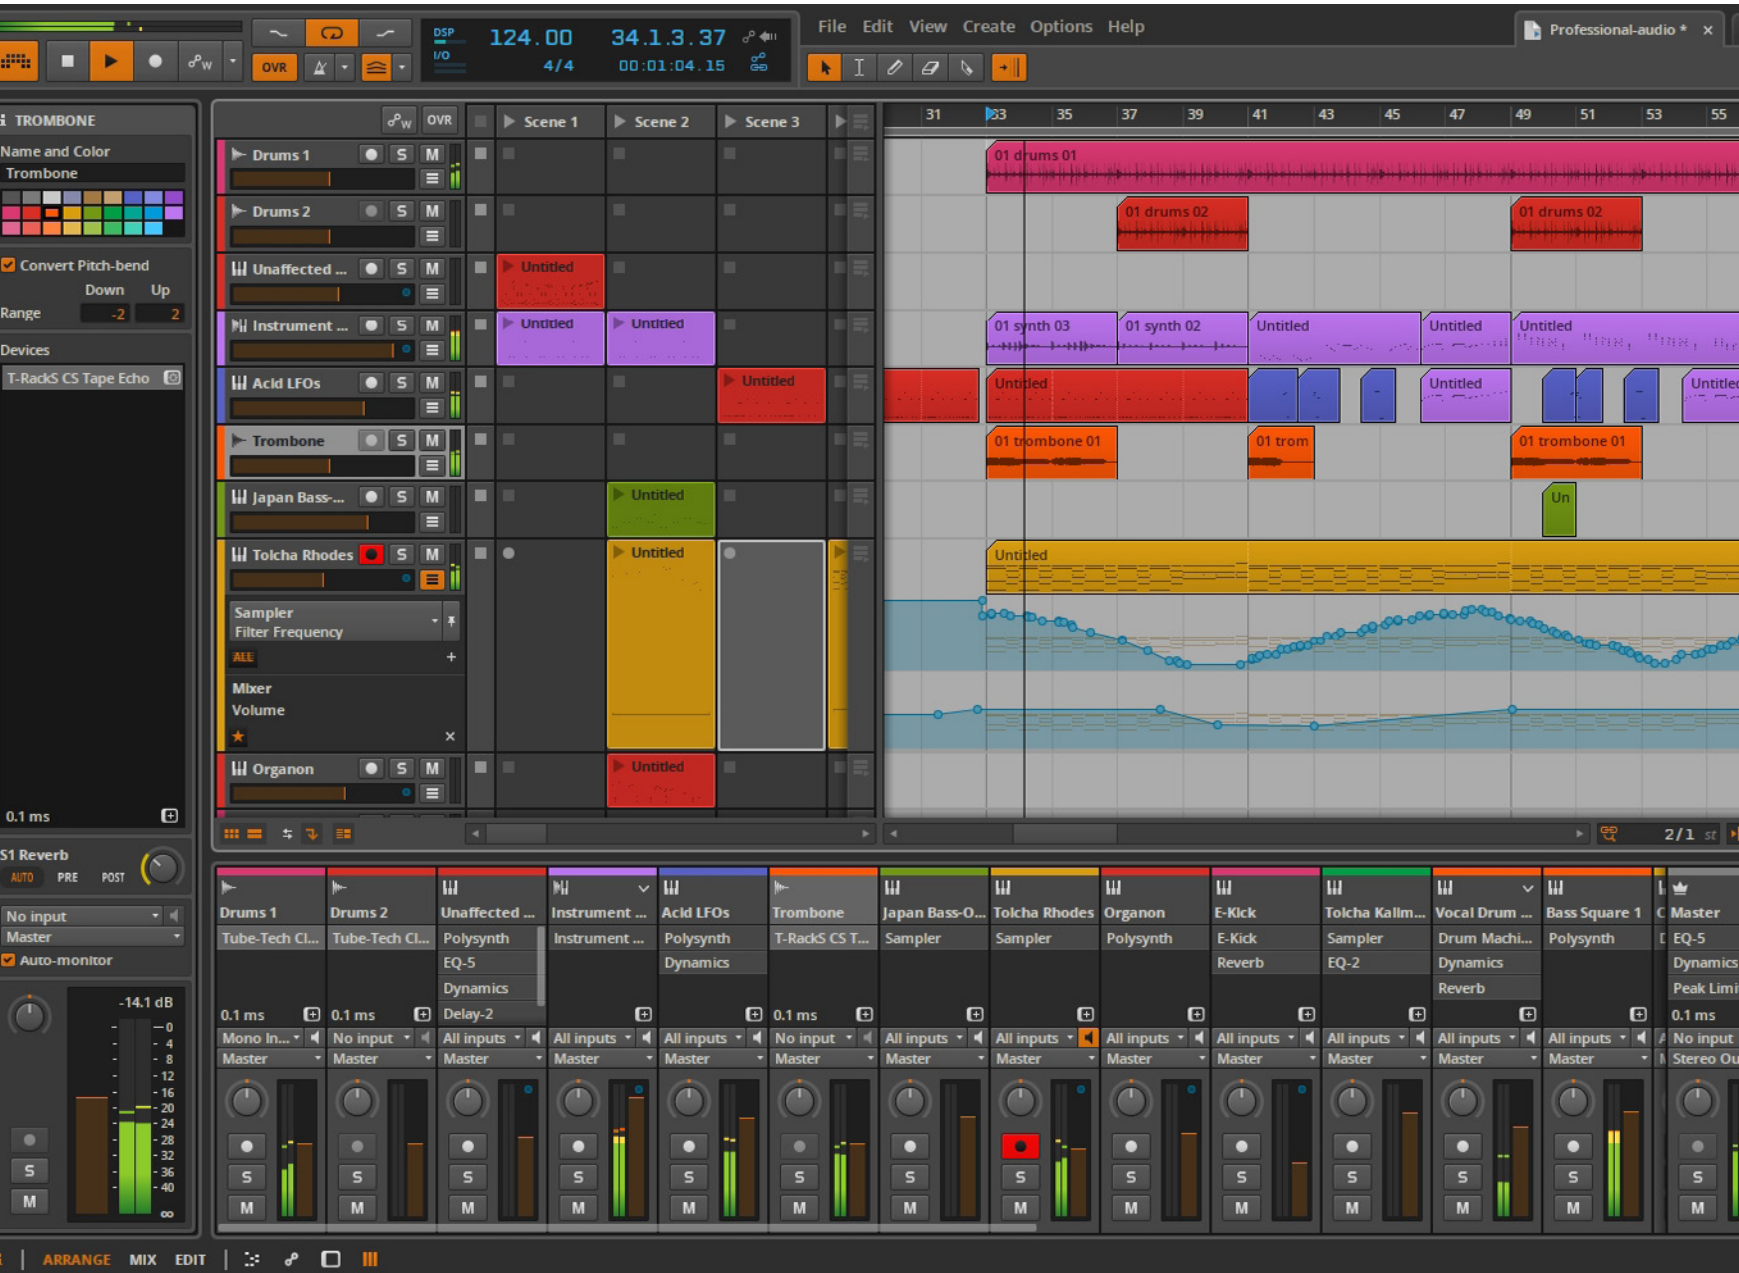 File Edit View Create Options Help
Professional-audio * ×
DSP
I/O
124.00
4/4
34.1.3.37
00:01:04.15
OVR
W
TROMBONE
Name and Color
Trombone
Convert Pitch-bend
Down Up
Range -2 2
Devices
T-RackS CS Tape Echo
0.1 ms
S1 Reverb
AUTO PRE POST
No input
Master
Auto-monitor
-14.1 dB
0
4
8
12
16
20
24
28
32
36
40
∞
S
M
W OVR Scene 1 Scene 2 Scene 3
31 33 35 37 39 41 43 45 47 49 51 53 55
Drums 1 S M
01 drums 01
Drums 2 S M
01 drums 02 01 drums 02
Unaffected ... S M Untitled
Instrument ... S M Untitled Untitled
01 synth 03 01 synth 02 Untitled Untitled Untitled
Acid LFOs S M Untitled
Untitled Untitled Untitled
Trombone S M
01 trombone 01 01 trom 01 trombone 01
Japan Bass-... S M Untitled
Un
Tolcha Rhodes S M Untitled
Untitled
Sampler
Filter Frequency
ALL +
Mixer
Volume
×
Organon S M Untitled
2/1 st
Drums 1 Drums 2 Unaffected ... Instrument ... Acid LFOs Trombone Japan Bass-O... Tolcha Rhodes Organon E-Kick Tolcha Kalim... Vocal Drum ... Bass Square 1 C Master
Tube-Tech Cl... Tube-Tech Cl... Polysynth Instrument ... Polysynth T-RackS CS T... Sampler Sampler Polysynth E-Kick Sampler Drum Machi... Polysynth EQ-5
EQ-5 Dynamics Reverb EQ-2 Dynamics Dynamics
Dynamics Reverb Peak Limi
0.1 ms 0.1 ms Delay-2 0.1 ms 0.1 ms
Mono In... No input All inputs All inputs All inputs No input All inputs All inputs All inputs All inputs All inputs All inputs All inputs No input
Master Master Master Master Master Master Master Master Master Master Master Master Master Stereo Ou
S S S S S S S S S S S S S S
M M M M M M M M M M M M M M
ARRANGE MIX EDIT